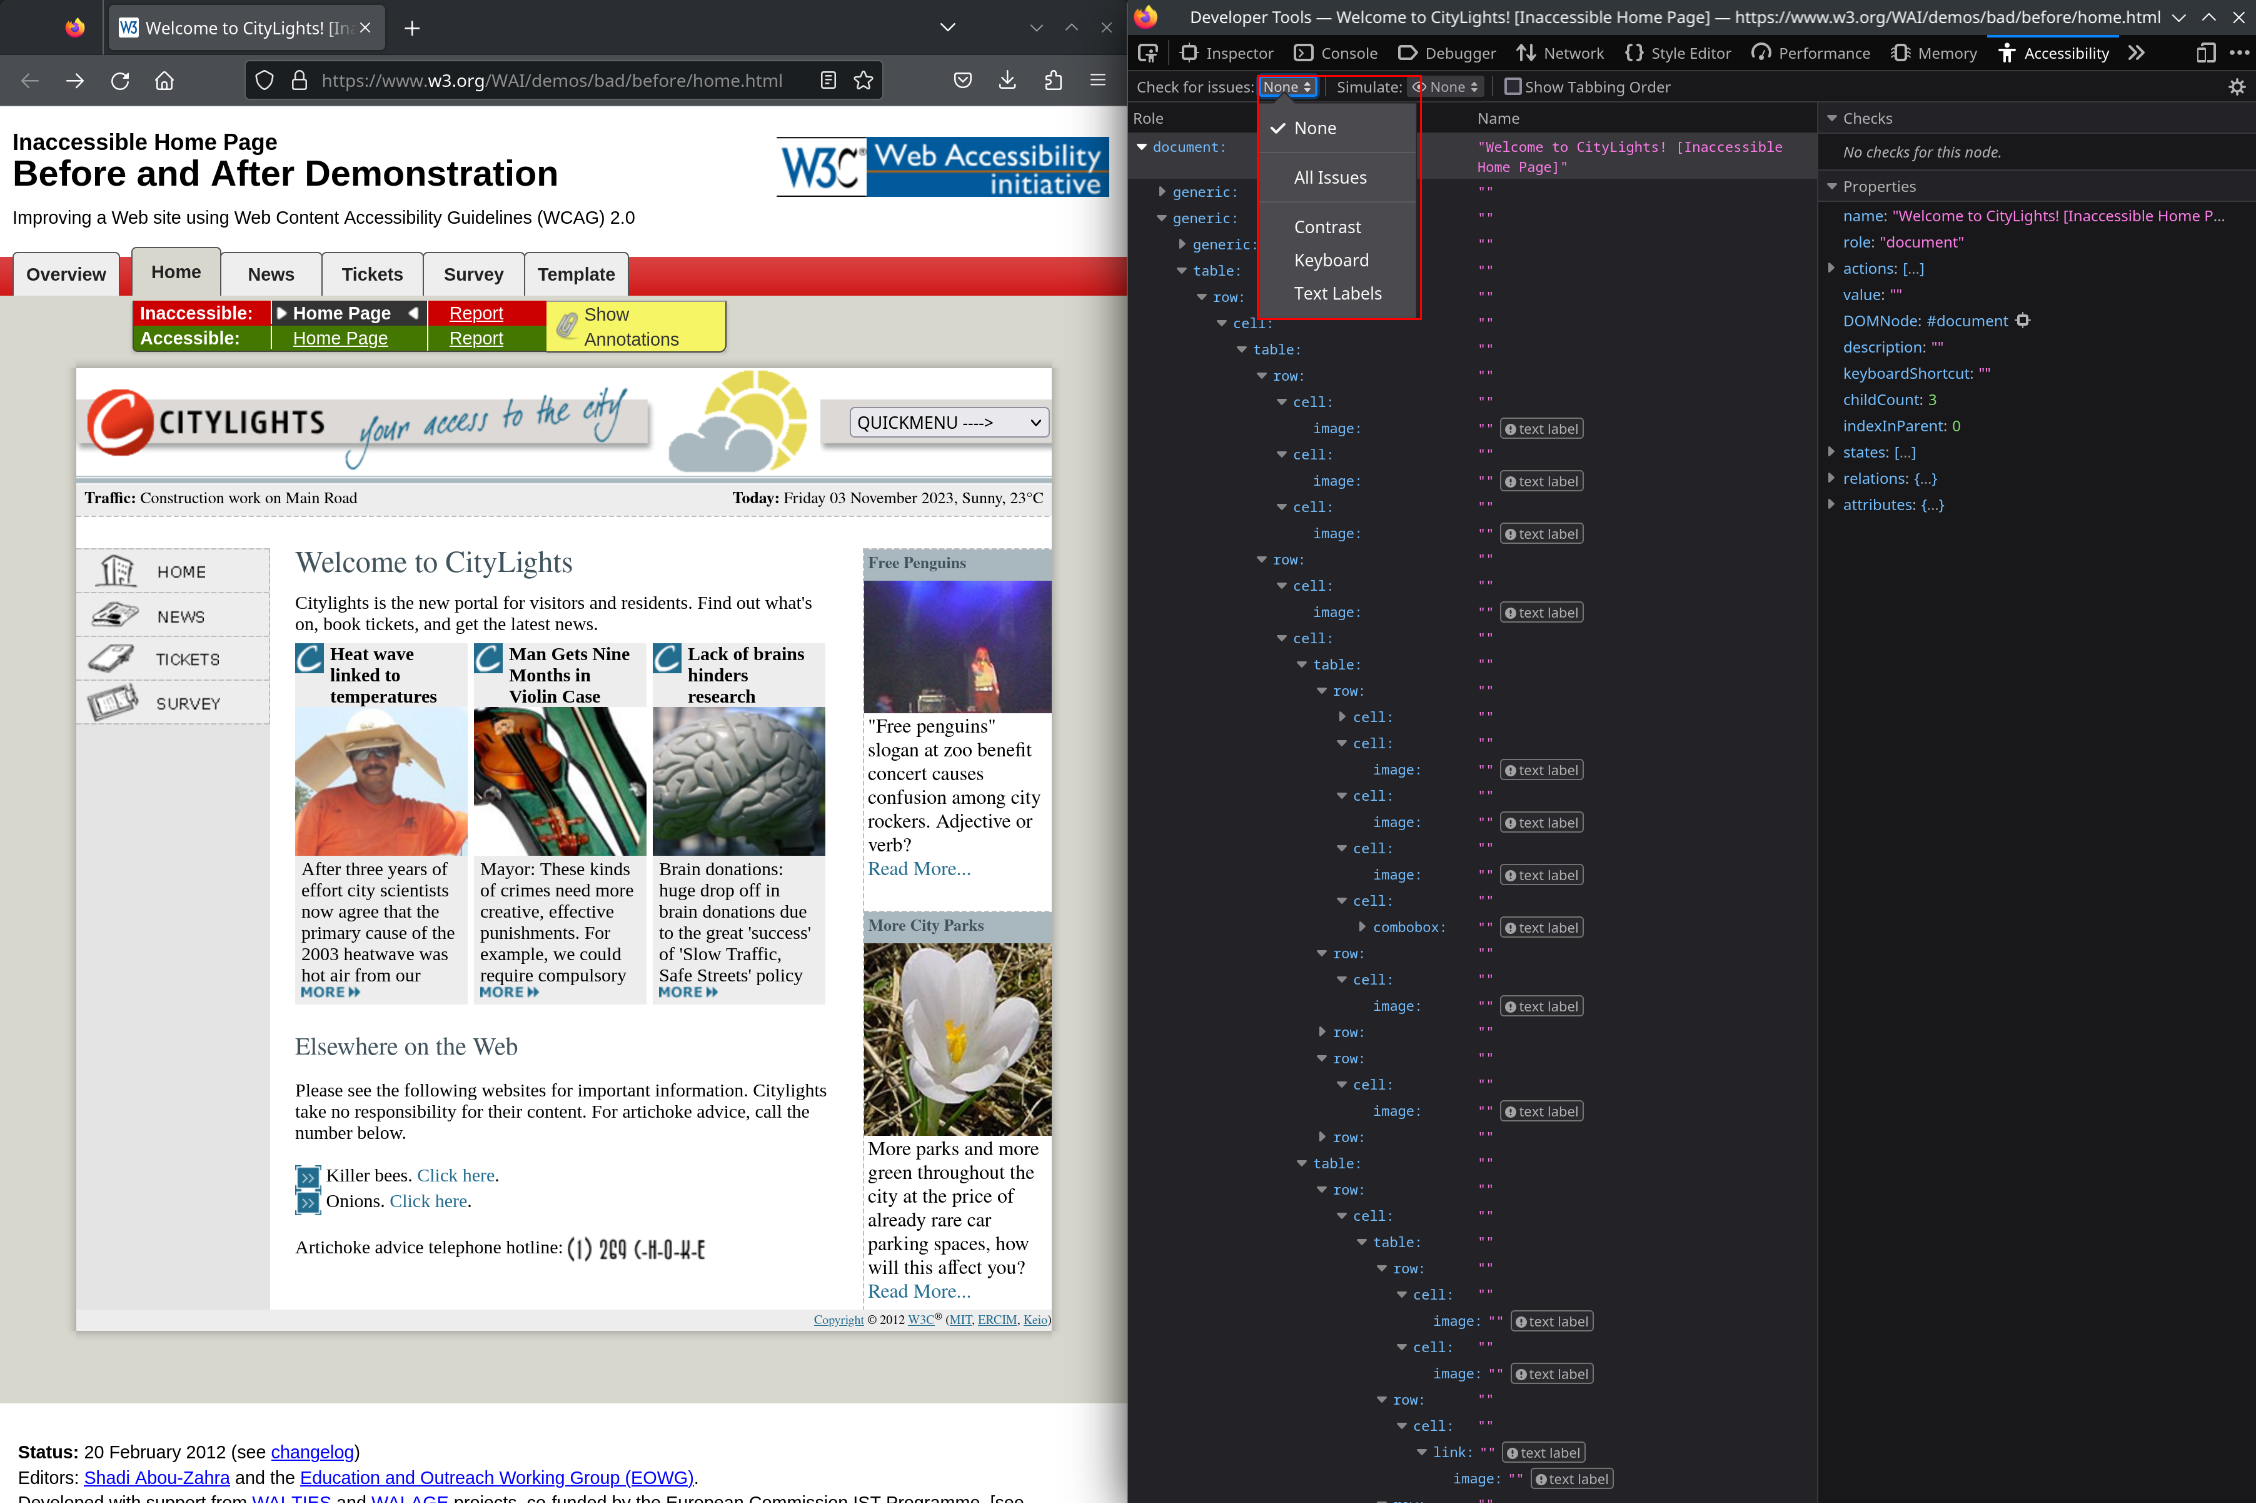 Welcome to CityLights! [In
https://www.w3.org/WAI/demos/bad/before/home.html
Inaccessible Home Page
Before and After Demonstration
Improving a Web site using Web Content Accessibility Guidelines (WCAG) 2.0
W3C® Web Accessibility
initiative
Overview Home News Tickets Survey Template
Inaccessible: Home Page Report Show
Accessible: Home Page Report Annotations
CITYLIGHTS your access to the city
QUICKMENU ---->
Traffic: Construction work on Main Road
Today: Friday 03 November 2023, Sunny, 23°C
HOME
NEWS
TICKETS
SURVEY
Welcome to CityLights
Citylights is the new portal for visitors and residents. Find out what's
on, book tickets, and get the latest news.
Heat wave
linked to
temperatures
After three years of
effort city scientists
now agree that the
primary cause of the
2003 heatwave was
hot air from our
MORE
Man Gets Nine
Months in
Violin Case
Mayor: These kinds
of crimes need more
creative, effective
punishments. For
example, we could
require compulsory
MORE
Lack of brains
hinders
research
Brain donations:
huge drop off in
brain donations due
to the great 'success'
of 'Slow Traffic,
Safe Streets' policy
MORE
Elsewhere on the Web
Please see the following websites for important information. Citylights
take no responsibility for their content. For artichoke advice, call the
number below.
Killer bees. Click here.
Onions. Click here.
Artichoke advice telephone hotline: (1) 269 C-H-O-K-E
Free Penguins
"Free penguins"
slogan at zoo benefit
concert causes
confusion among city
rockers. Adjective or
verb?
Read More...
More City Parks
More parks and more
green throughout the
city at the price of
already rare car
parking spaces, how
will this affect you?
Read More...
Copyright © 2012 W3C® (MIT, ERCIM, Keio)
Status: 20 February 2012 (see changelog)
Editors: Shadi Abou-Zahra and the Education and Outreach Working Group (EOWG).
Developed with support from WAI-TIES and WAI-AGE projects, co-funded by the European Commission IST Programme. [see
Developer Tools — Welcome to CityLights! [Inaccessible Home Page] — https://www.w3.org/WAI/demos/bad/before/home.html
Inspector Console Debugger Network Style Editor Performance Memory Accessibility
Check for issues: None Simulate: None Show Tabbing Order
None
All Issues
Contrast
Keyboard
Text Labels
Role Name
document: "Welcome to CityLights! [Inaccessible
Home Page]"
generic: ""
generic: ""
generic: ""
table: ""
row: ""
cell: ""
table: ""
row: ""
cell: ""
image: "" text label
cell: ""
image: "" text label
cell: ""
image: "" text label
row: ""
cell: ""
image: "" text label
cell: ""
table: ""
row: ""
cell: ""
cell: ""
image: "" text label
cell: ""
image: "" text label
cell: ""
image: "" text label
cell: ""
combobox: "" text label
row: ""
cell: ""
image: "" text label
row: ""
row: ""
cell: ""
image: "" text label
row: ""
table: ""
row: ""
cell: ""
table: ""
row: ""
cell: ""
image: "" text label
cell: ""
image: "" text label
row: ""
cell: ""
link: "" text label
image: "" text label
Checks
No checks for this node.
Properties
name: "Welcome to CityLights! [Inaccessible Home P...
role: "document"
actions: [...]
value: ""
DOMNode: #document
description: ""
keyboardShortcut: ""
childCount: 3
indexInParent: 0
states: [...]
relations: {...}
attributes: {...}